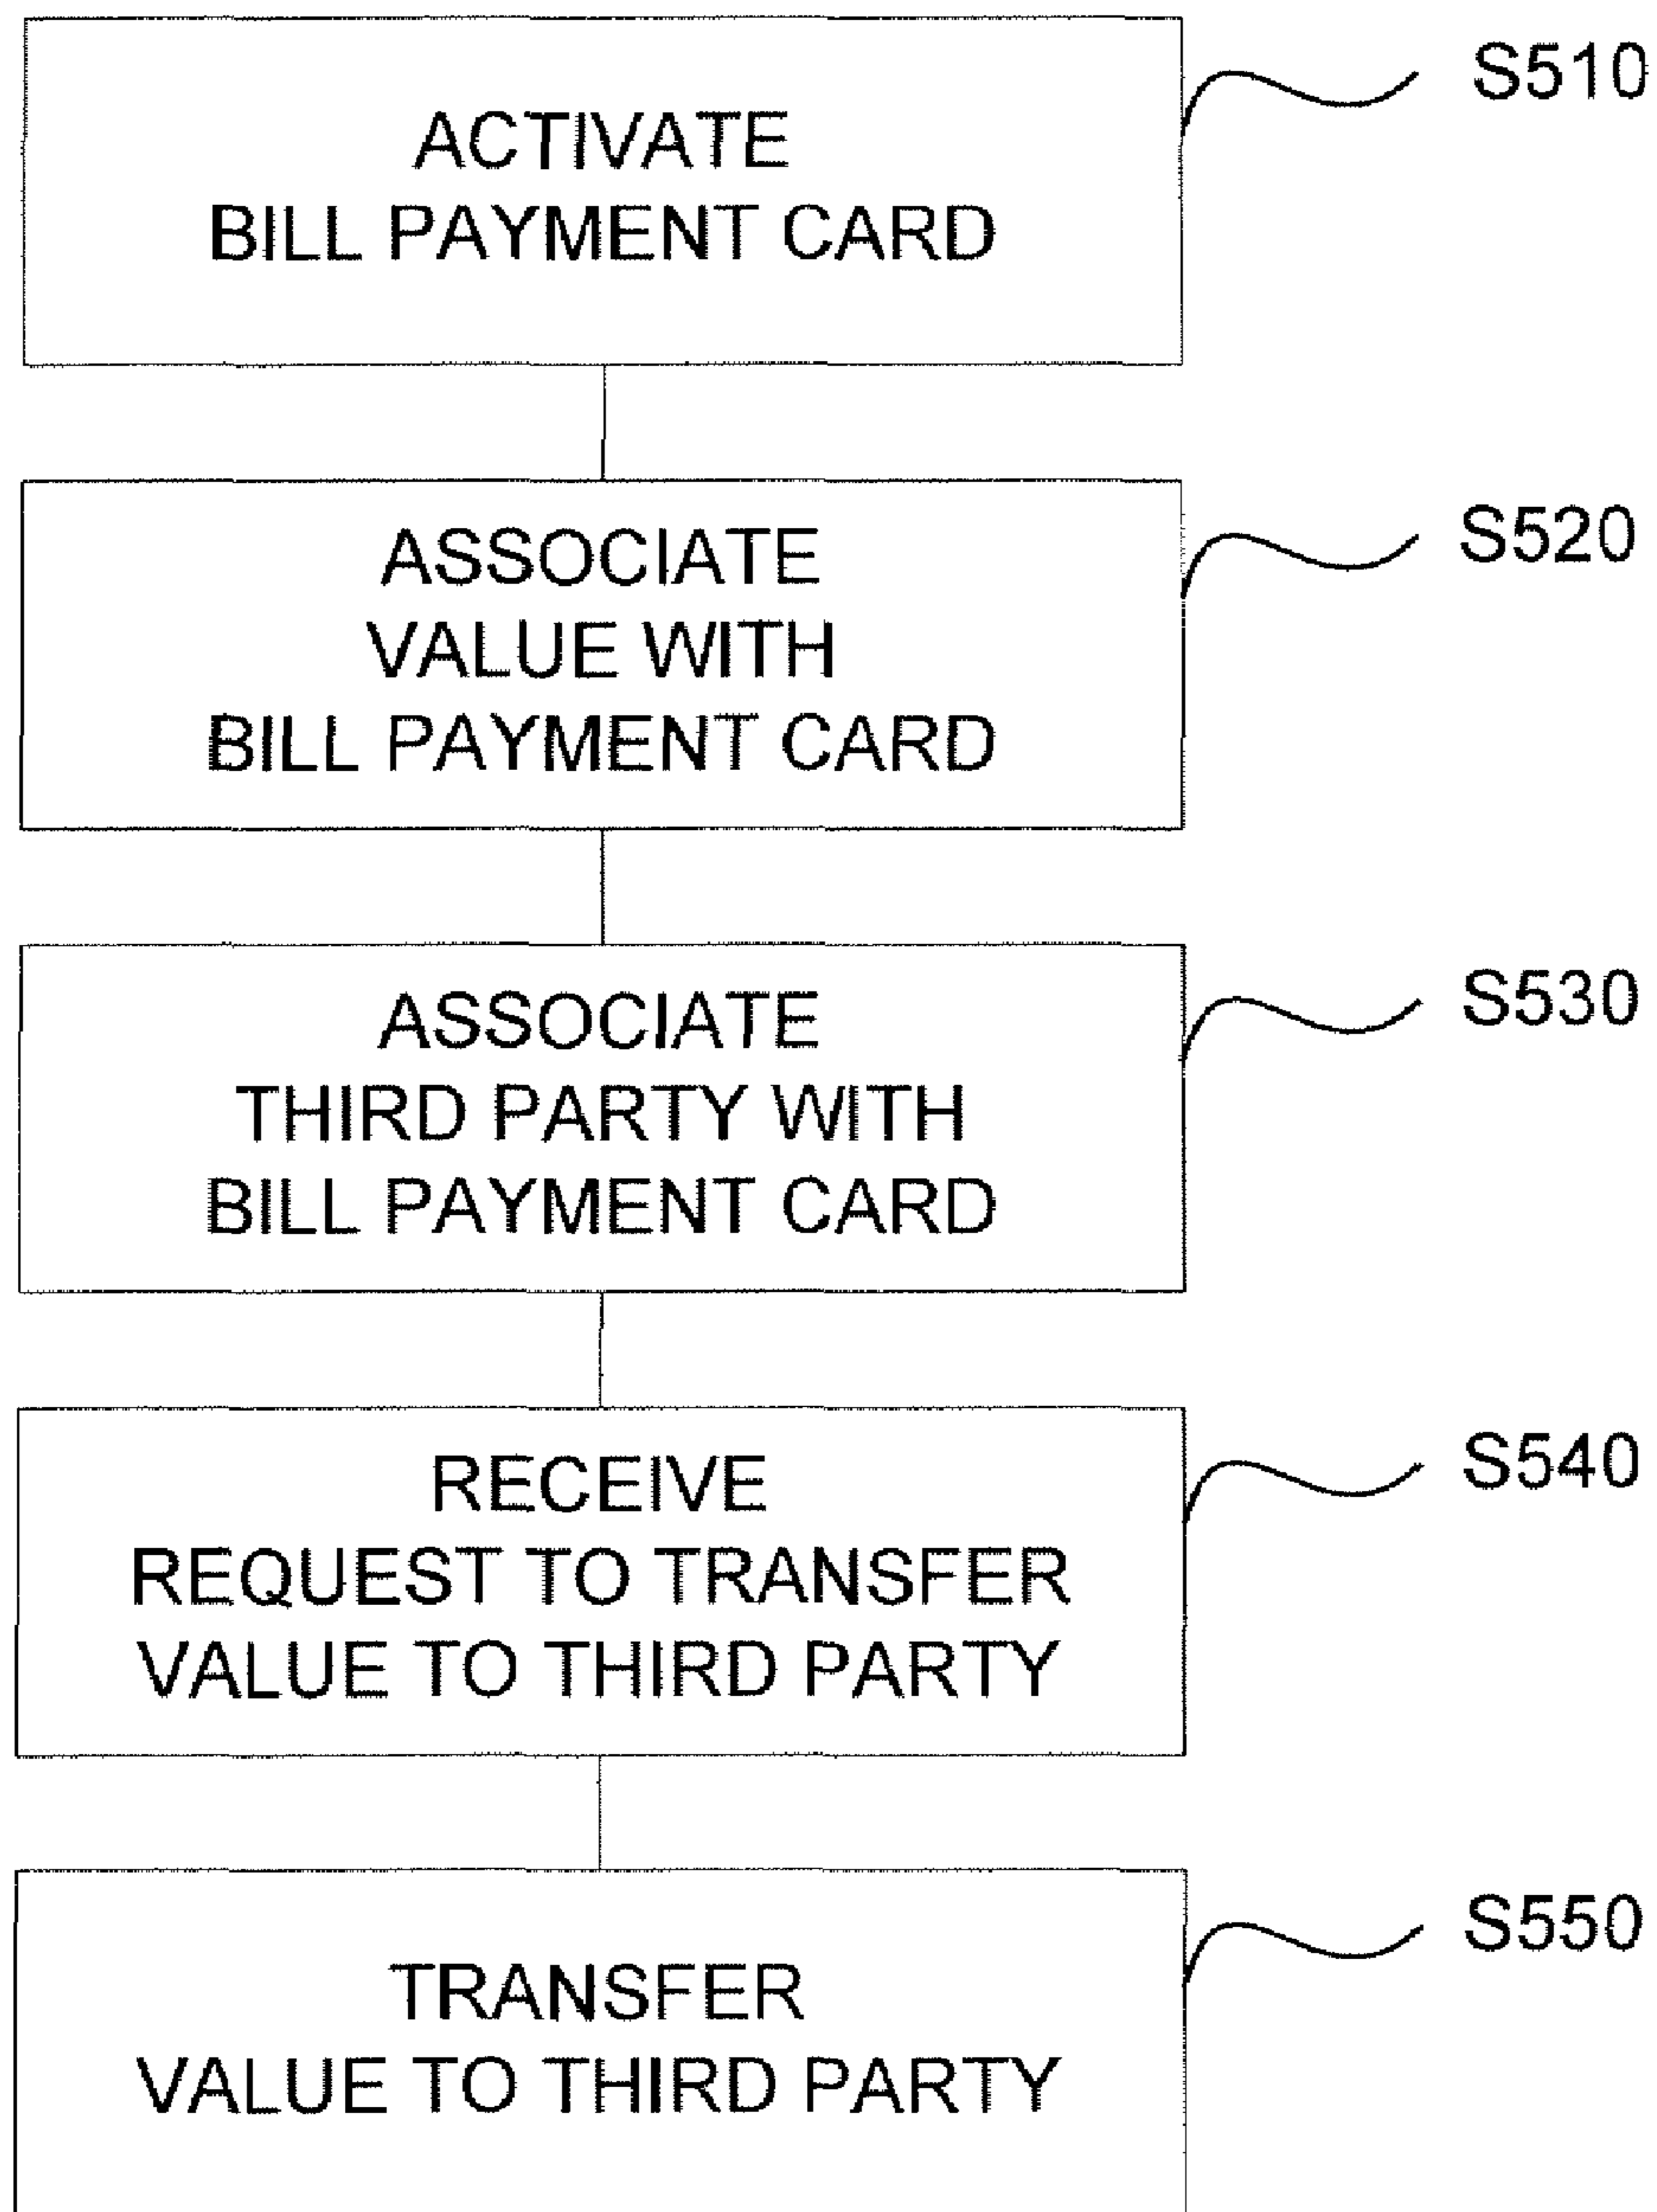 S510
ACTIVATE
BILL PAYMENT CARD
S520
ASSOCIATE
VALUE WITH
BILL PAYMENT CARD
S530
ASSOCIATE
THIRD PARTY WITH
BILL PAYMENT CARD
S540
RECEIVE
REQUEST TO TRANSFER
VALUE TO THIRD PARTY
S550
TRANSFER
VALUE TO THIRD PARTY